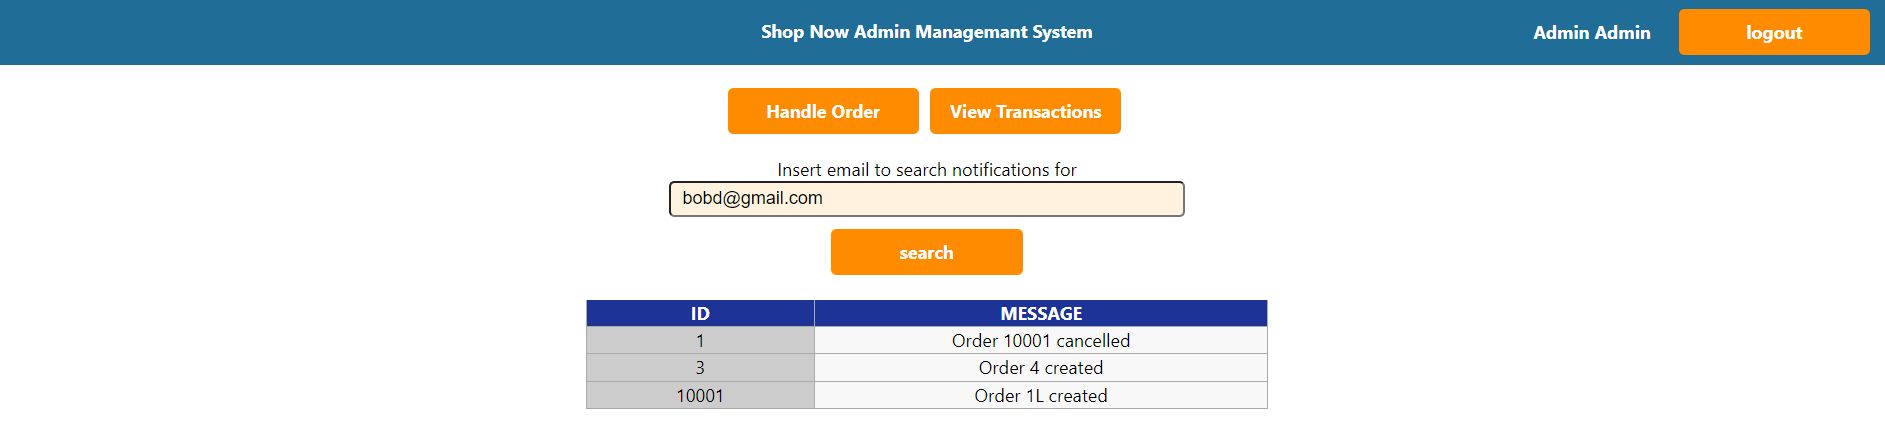 Shop Now Admin Managemant System
Admin Admin
logout
Handle Order
View Transactions
Insert email to search notifications for
bobd@gmail.com
search
ID MESSAGE
1 Order 10001 cancelled
3 Order 4 created
10001 Order 1L created